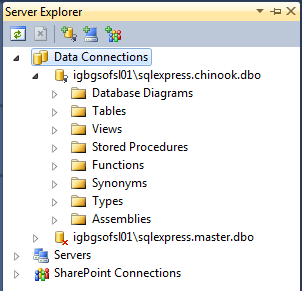 Server Explorer
Data Connections
igbgsofsl01\sqlexpress.chinook.dbo
Database Diagrams
Tables
Views
Stored Procedures
Functions
Synonyms
Types
Assemblies
igbgsofsl01\sqlexpress.master.dbo
Servers
SharePoint Connections